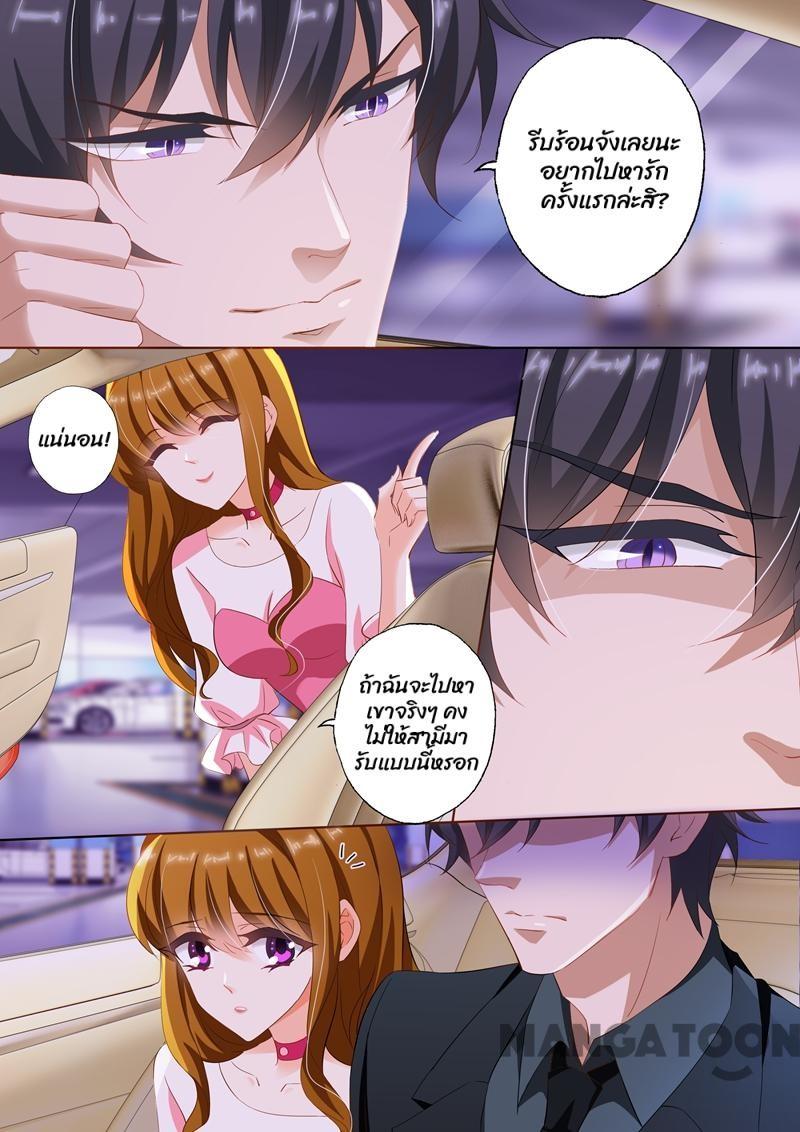 รีบร้อนจังเลยนะ
อยากไปหารัก
ครั้งแรกล่ะสิ?
แน่นอน!
ถ้าฉันจะไปหา
เขาจริงๆ คง
ไม่ให้สามีมา
รับแบบนี้หรอก
MANGATOON